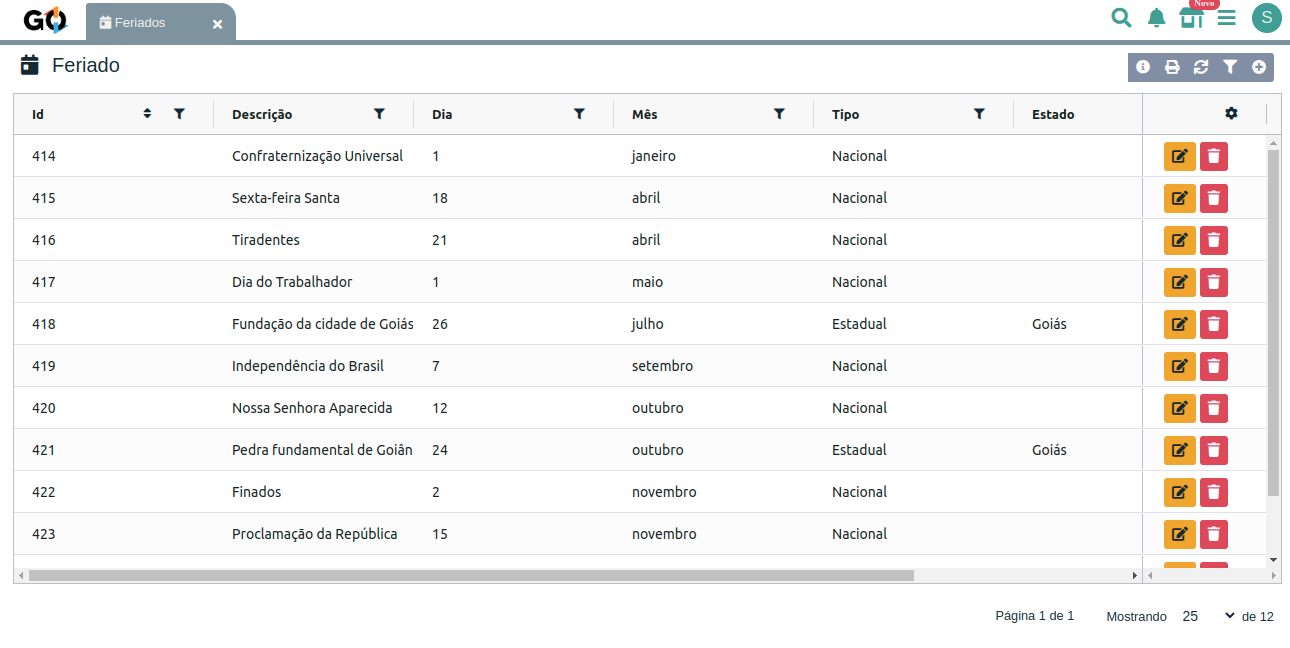 GO Feriados Novo S
Feriado
Id Descrição Dia Mês Tipo Estado
414 Confraternização Universal 1 janeiro Nacional
415 Sexta-feira Santa 18 abril Nacional
416 Tiradentes 21 abril Nacional
417 Dia do Trabalhador 1 maio Nacional
418 Fundação da cidade de Goiás 26 julho Estadual Goiás
419 Independência do Brasil 7 setembro Nacional
420 Nossa Senhora Aparecida 12 outubro Nacional
421 Pedra fundamental de Goiân 24 outubro Estadual Goiás
422 Finados 2 novembro Nacional
423 Proclamação da República 15 novembro Nacional
Página 1 de 1 Mostrando 25 de 12